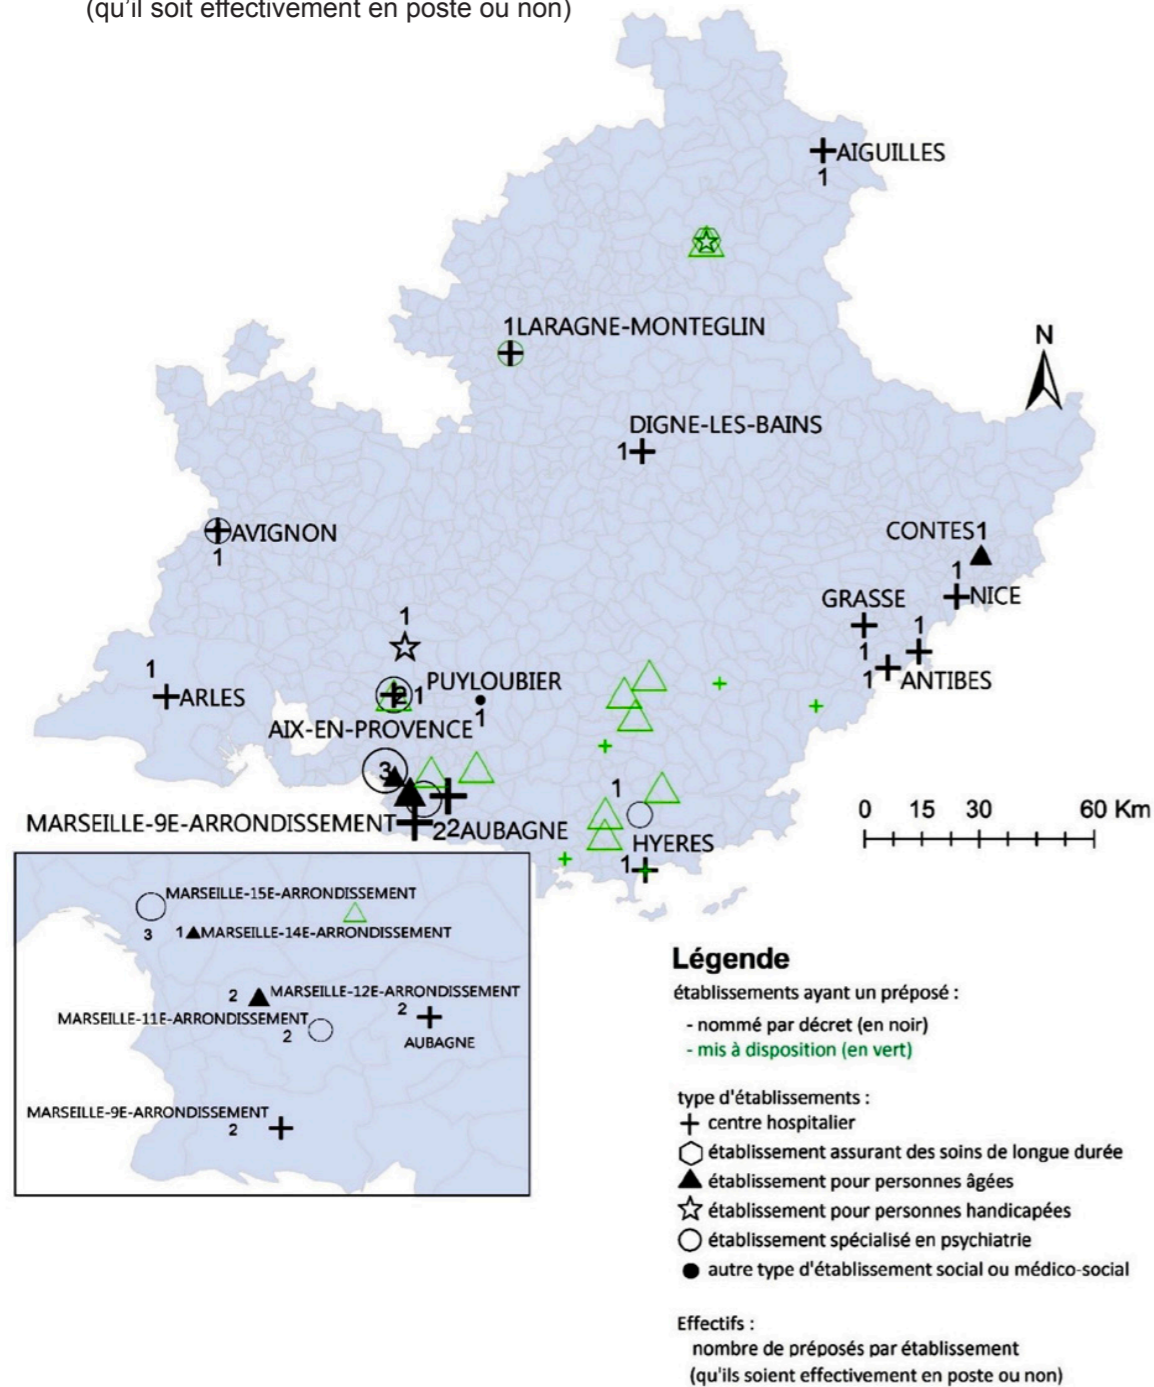 (qu'il soit effectivement en poste ou non)
AIGUILLES
1
1LARAGNE-MONTEGLIN
N
DIGNE-LES-BAINS
1
AVIGNON
1
CONTES1
1
NICE
GRASSE
1
1
1
ANTIBES
1
1
ARLES
PUYLOUBIER
2 1
1
AIX-EN-PROVENCE
3
1
MARSEILLE-9E-ARRONDISSEMENT
22AUBAGNE
HYERES
1
0 15 30 60 Km
MARSEILLE-15E-ARRONDISSEMENT
3
1 MARSEILLE-14E-ARRONDISSEMENT
2 MARSEILLE-12E-ARRONDISSEMENT
2
MARSEILLE-11E-ARRONDISSEMENT
2
AUBAGNE
MARSEILLE-9E-ARRONDISSEMENT
2
Légende
établissements ayant un préposé :
- nommé par décret (en noir)
- mis à disposition (en vert)
type d'établissements :
centre hospitalier
établissement assurant des soins de longue durée
établissement pour personnes âgées
établissement pour personnes handicapées
établissement spécialisé en psychiatrie
autre type d'établissement social ou médico-social
Effectifs :
nombre de préposés par établissement
(qu'ils soient effectivement en poste ou non)